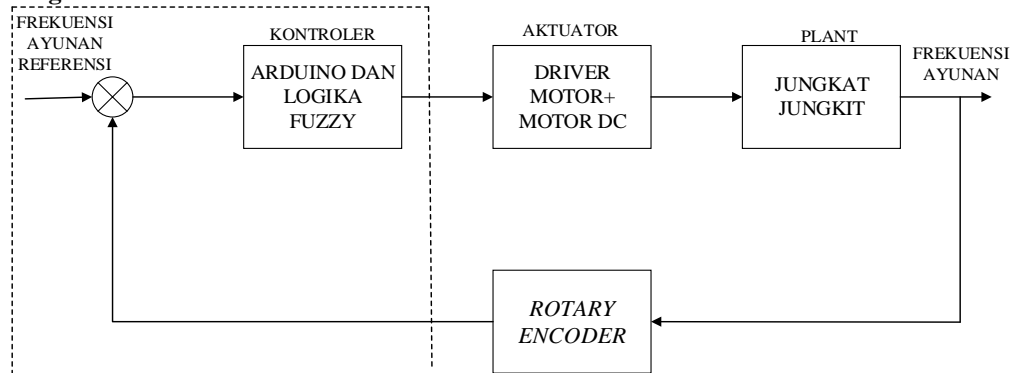 FREKUENSI
AYUNAN
REFERENSI
KONTROLER
ARDUINO DAN
LOGIKA
FUZZY
AKTUATOR
DRIVER
MOTOR+
MOTOR DC
PLANT
JUNGKAT
JUNGKIT
FREKUENSI
AYUNAN
ROTARY
ENCODER